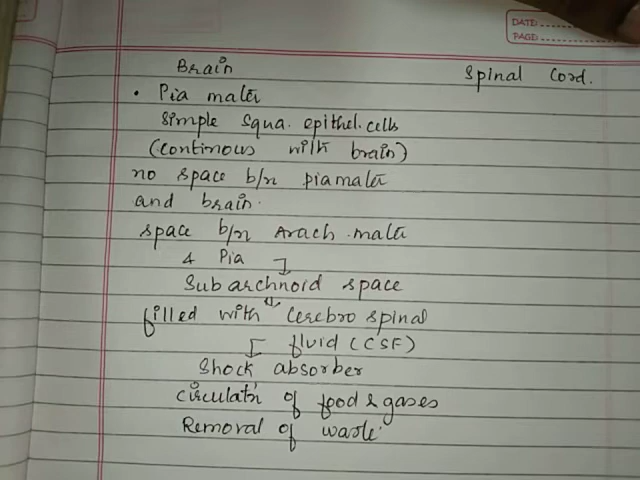 DATE:
PAGE:
Brain Spinal Cord.
• Pia mater
Simple Squa. epithel. cells
(continous with brain)
no space b/n piamater
and brain.
space b/n Arach. mater
& Pia
Subarchnoid space
filled with Cerebro spinal
fluid (CSF)
Shock absorber
Circulatn of food & gases
Removal of waste.